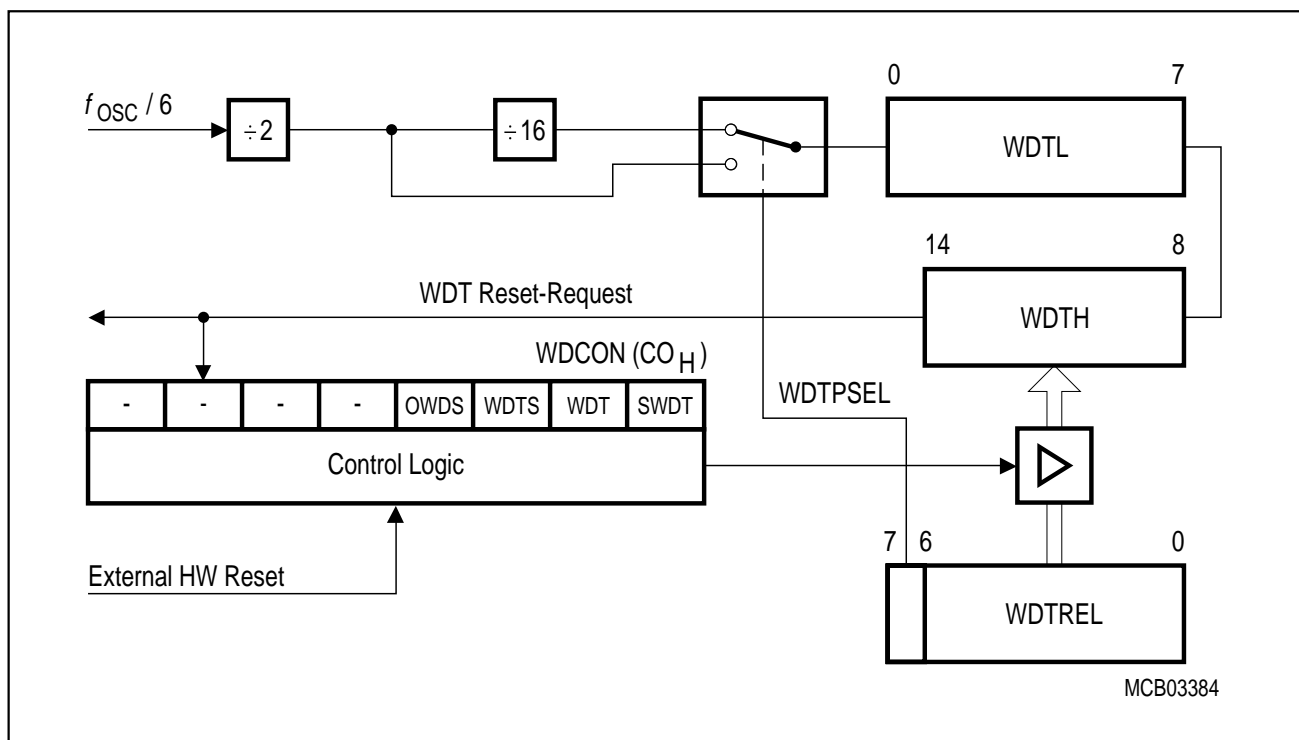 0 7
f OSC / 6
÷2
÷16
WDTL
14 8
WDT Reset-Request
WDTH
WDCON (CO H)
WDTPSEL
- - - - OWDS WDTS WDT SWDT
Control Logic
7 6 0
External HW Reset
WDTREL
MCB03384